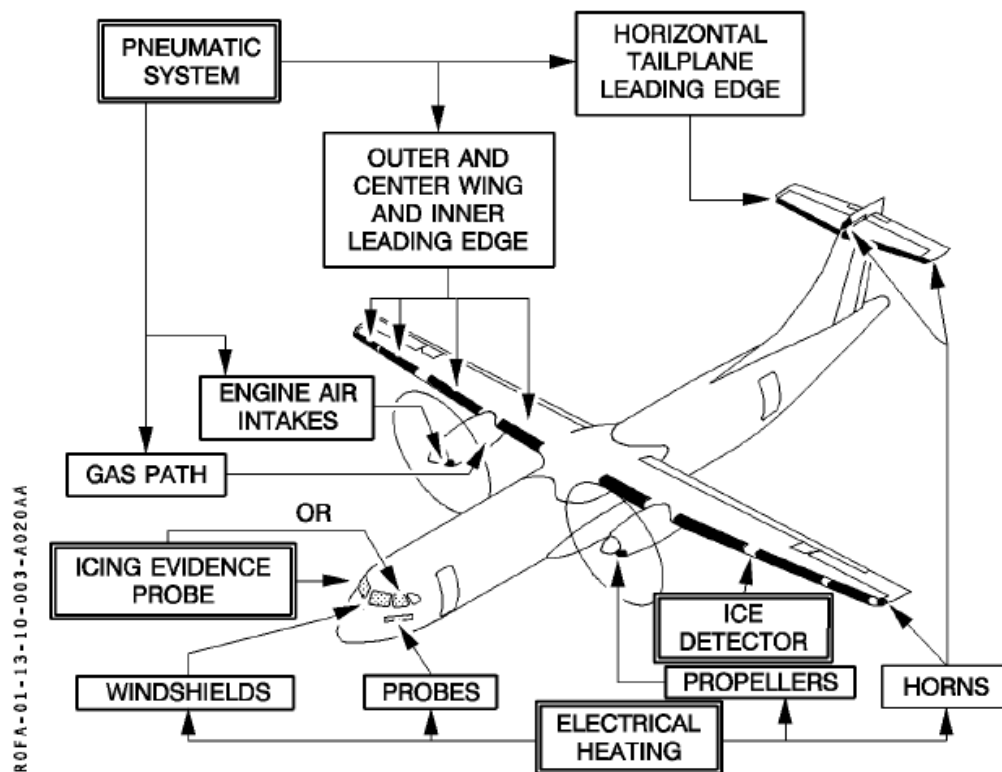 PNEUMATIC
SYSTEM
HORIZONTAL
TAILPLANE
LEADING EDGE
OUTER AND
CENTER WING
AND INNER
LEADING EDGE
ENGINE AIR
INTAKES
GAS PATH
OR
ICING EVIDENCE
PROBE
ICE
DETECTOR
WINDSHIELDS
PROBES
PROPELLERS
HORNS
ELECTRICAL
HEATING
R0FA-01-13-10-003-A020AA